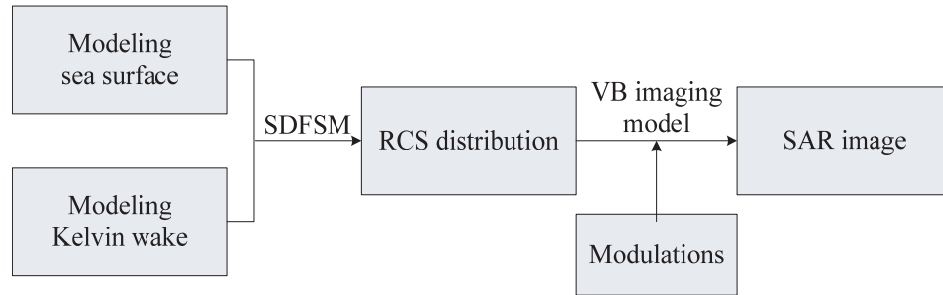 Modeling
sea surface
Modeling
Kelvin wake
SDFSM
RCS distribution
VB imaging
model
SAR image
Modulations